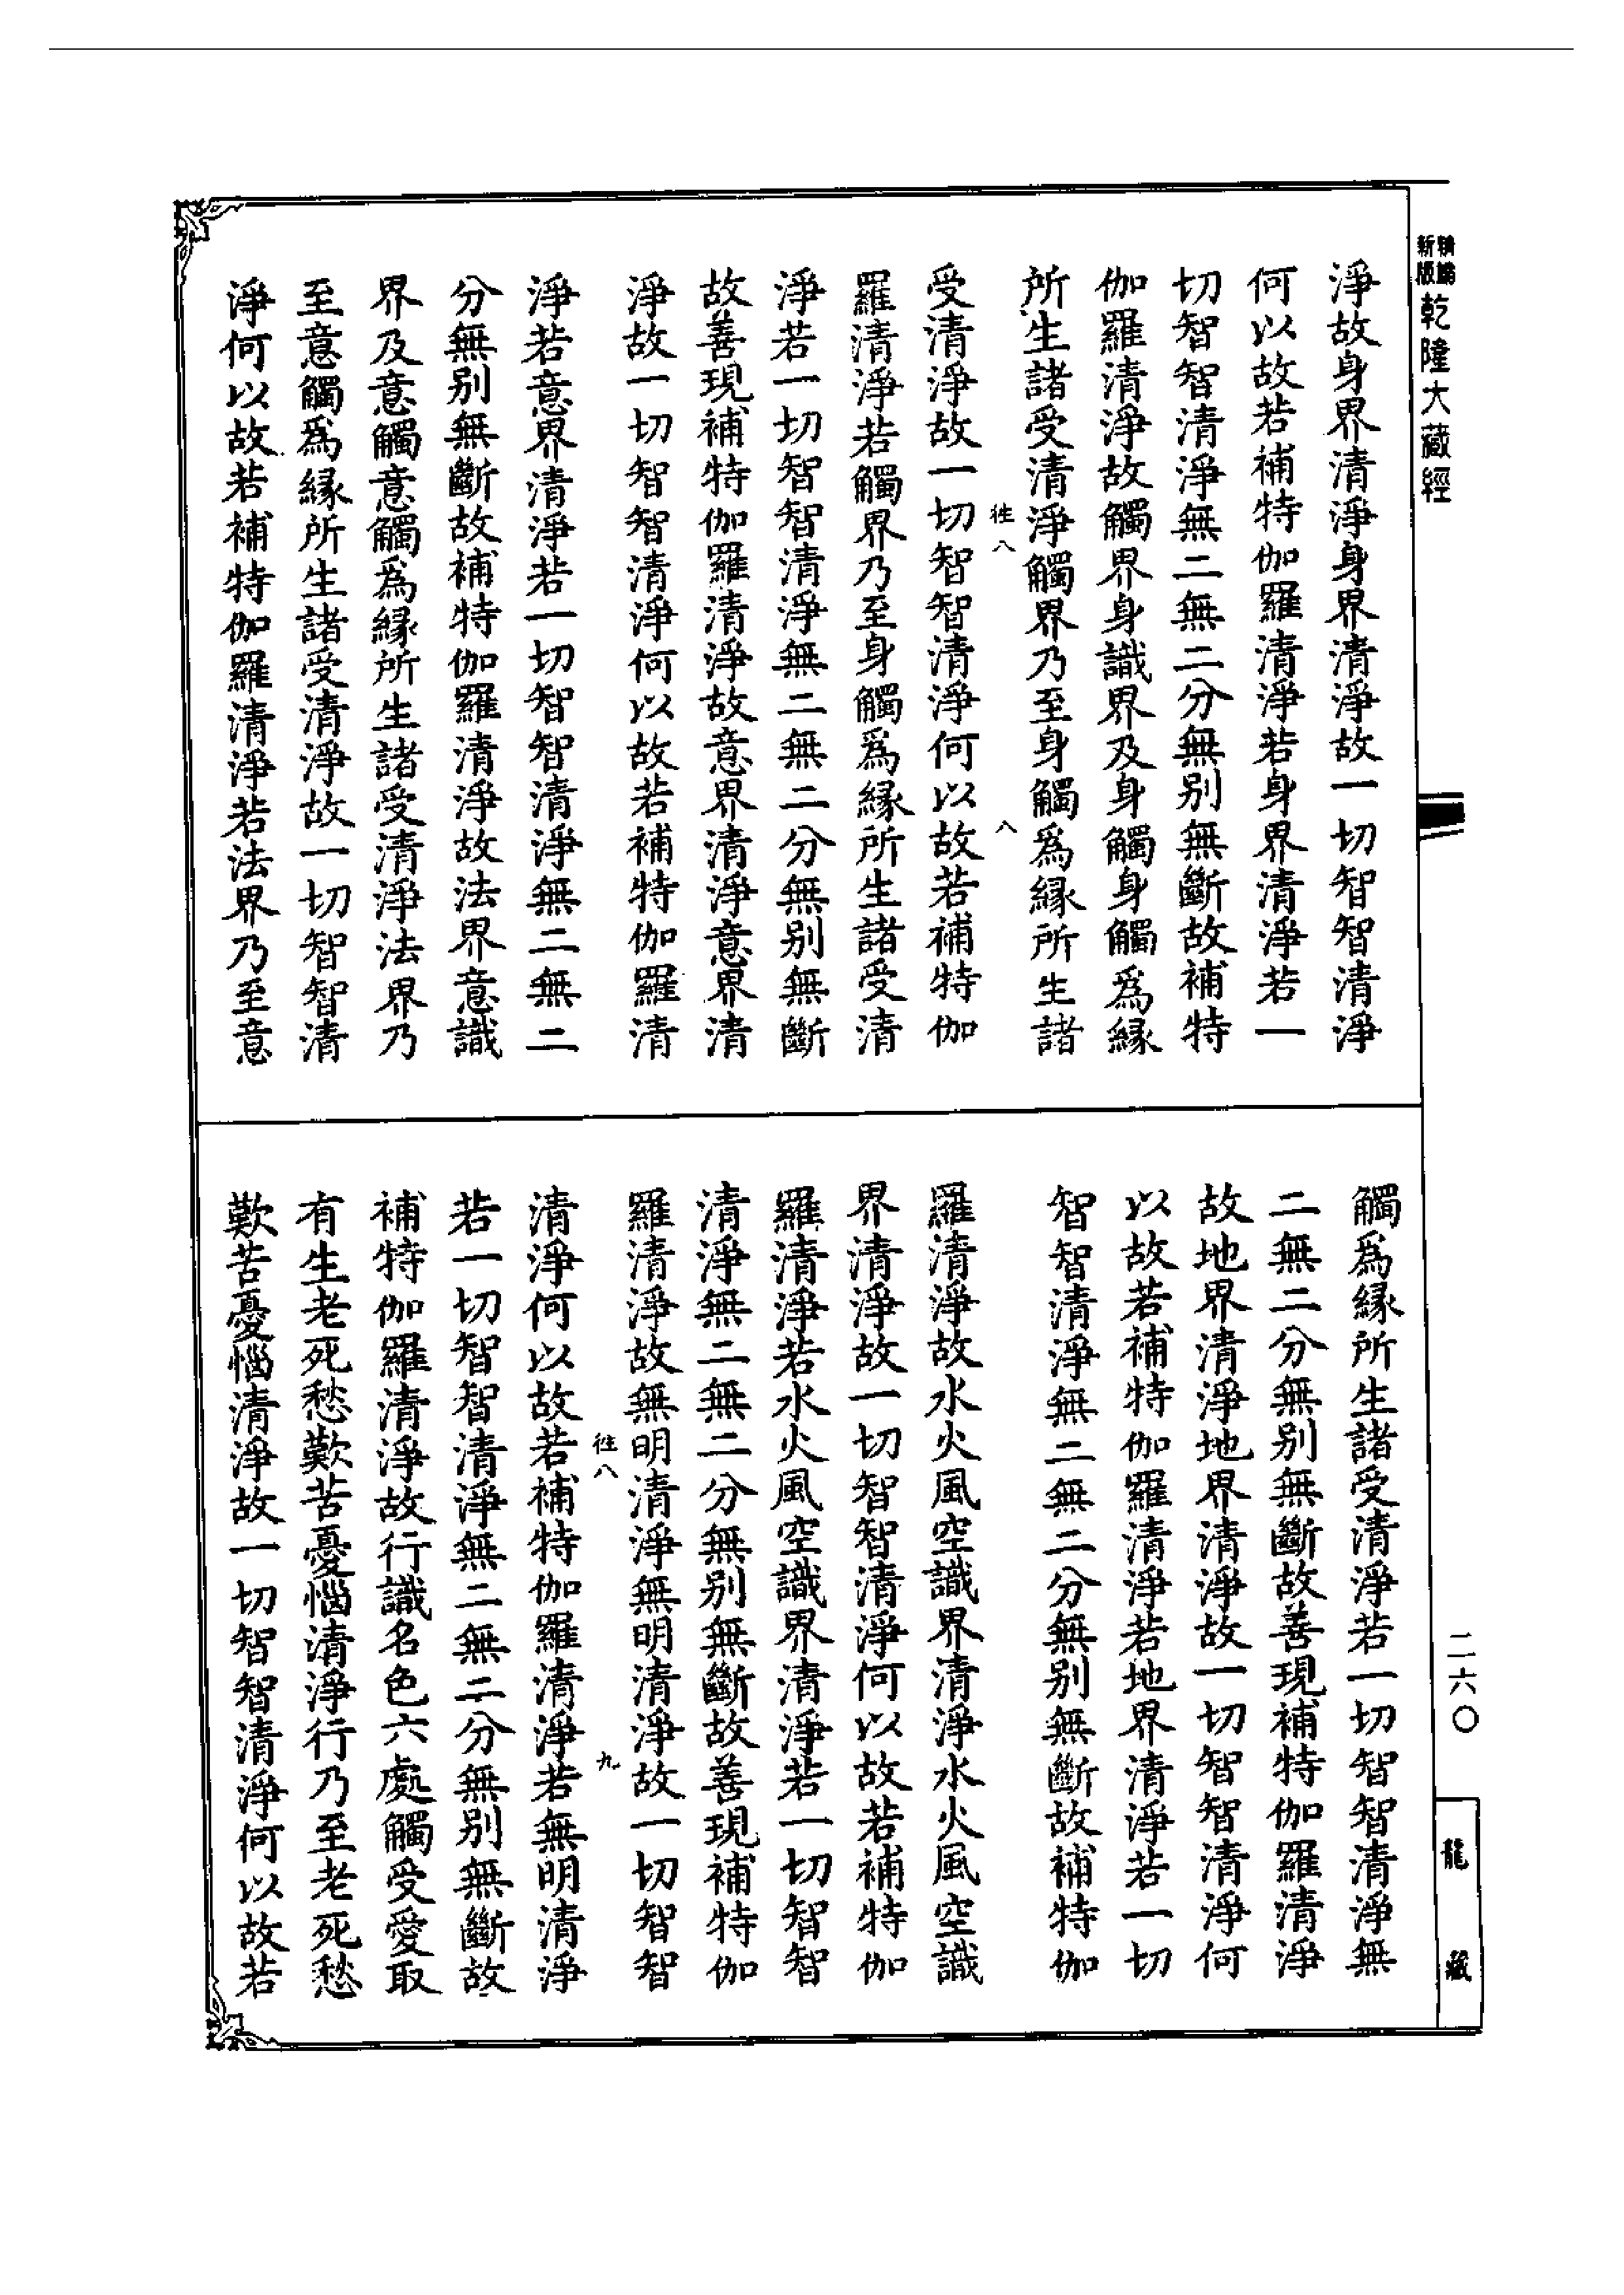 新版
精編
乾隆大藏經
淨故身界清淨身界清淨故一切智智清淨
何以故若補特伽羅清淨若身界清淨若一
切智智清淨無二無二分無別無斷故補特
伽羅清淨故觸界身識界及身觸身觸爲緣
所生諸受清淨觸界乃至身觸爲緣所生諸
往八 八
受清淨故一切智智清淨何以故若補特伽
羅清淨若觸界乃至身觸爲緣所生諸受清
淨若一切智智清淨無二無二分無別無斷
故善現補特伽羅清淨故意界清淨意界清
淨故一切智智清淨何以故若補特伽羅清
淨若意界清淨若一切智智清淨無二無二
分無別無斷故補特伽羅清淨故法界意識
界及意觸意觸爲緣所生諸受清淨法界乃
至意觸爲緣所生諸受清淨故一切智智清
淨何以故若補特伽羅清淨若法界乃至意
觸爲緣所生諸受清淨若一切智智清淨無
二無二分無別無斷故善現補特伽羅清淨
故地界清淨地界清淨故一切智智清淨何
以故若補特伽羅清淨若地界清淨若一切
智智清淨無二無二分無別無斷故補特伽
羅清淨故水火風空識界清淨水火風空識
界清淨故一切智智清淨何以故若補特伽
羅清淨若水火風空識界清淨若一切智智
清淨無二無二分無別無斷故善現補特伽
羅清淨故無明清淨無明清淨故一切智智
往八 九
清淨何以故若補特伽羅清淨若無明清淨
若一切智智清淨無二無二分無別無斷故
補特伽羅清淨故行識名色六處觸受愛取
有生老死愁歎苦憂惱清淨行乃至老死愁
歎苦憂惱清淨故一切智智清淨何以故若
二六〇
龍藏